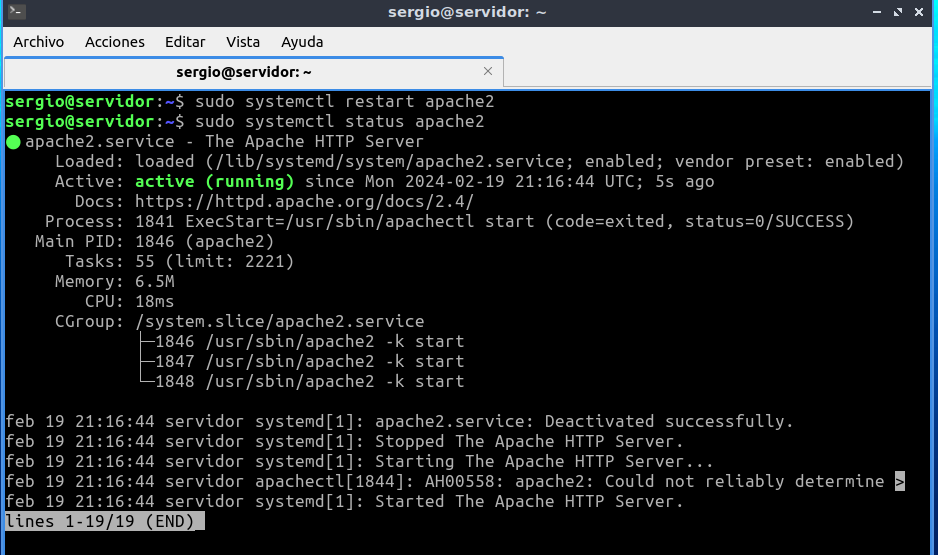 sergio@servidor: ~
Archivo Acciones Editar Vista Ayuda
sergio@servidor: ~ ×
sergio@servidor:~$ sudo systemctl restart apache2
sergio@servidor:~$ sudo systemctl status apache2
● apache2.service - The Apache HTTP Server
     Loaded: loaded (/lib/systemd/system/apache2.service; enabled; vendor preset: enabled)
     Active: active (running) since Mon 2024-02-19 21:16:44 UTC; 5s ago
       Docs: https://httpd.apache.org/docs/2.4/
    Process: 1841 ExecStart=/usr/sbin/apachectl start (code=exited, status=0/SUCCESS)
   Main PID: 1846 (apache2)
      Tasks: 55 (limit: 2221)
     Memory: 6.5M
        CPU: 18ms
     CGroup: /system.slice/apache2.service
             ├─1846 /usr/sbin/apache2 -k start
             ├─1847 /usr/sbin/apache2 -k start
             └─1848 /usr/sbin/apache2 -k start
feb 19 21:16:44 servidor systemd[1]: apache2.service: Deactivated successfully.
feb 19 21:16:44 servidor systemd[1]: Stopped The Apache HTTP Server.
feb 19 21:16:44 servidor systemd[1]: Starting The Apache HTTP Server...
feb 19 21:16:44 servidor apachectl[1844]: AH00558: apache2: Could not reliably determine >
feb 19 21:16:44 servidor systemd[1]: Started The Apache HTTP Server.
lines 1-19/19 (END)